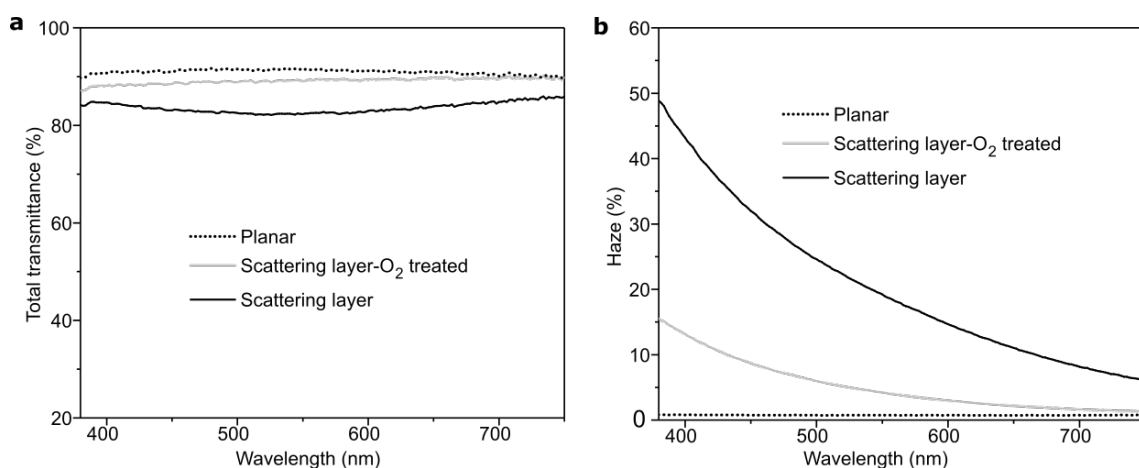 a
100
80
60
40
20
Total transmittance (%)
Planar
Scattering layer-O₂ treated
Scattering layer
400 500 600 700
Wavelength (nm)
b
60
50
40
30
20
10
0
Haze (%)
Planar
Scattering layer-O₂ treated
Scattering layer
400 500 600 700
Wavelength (nm)